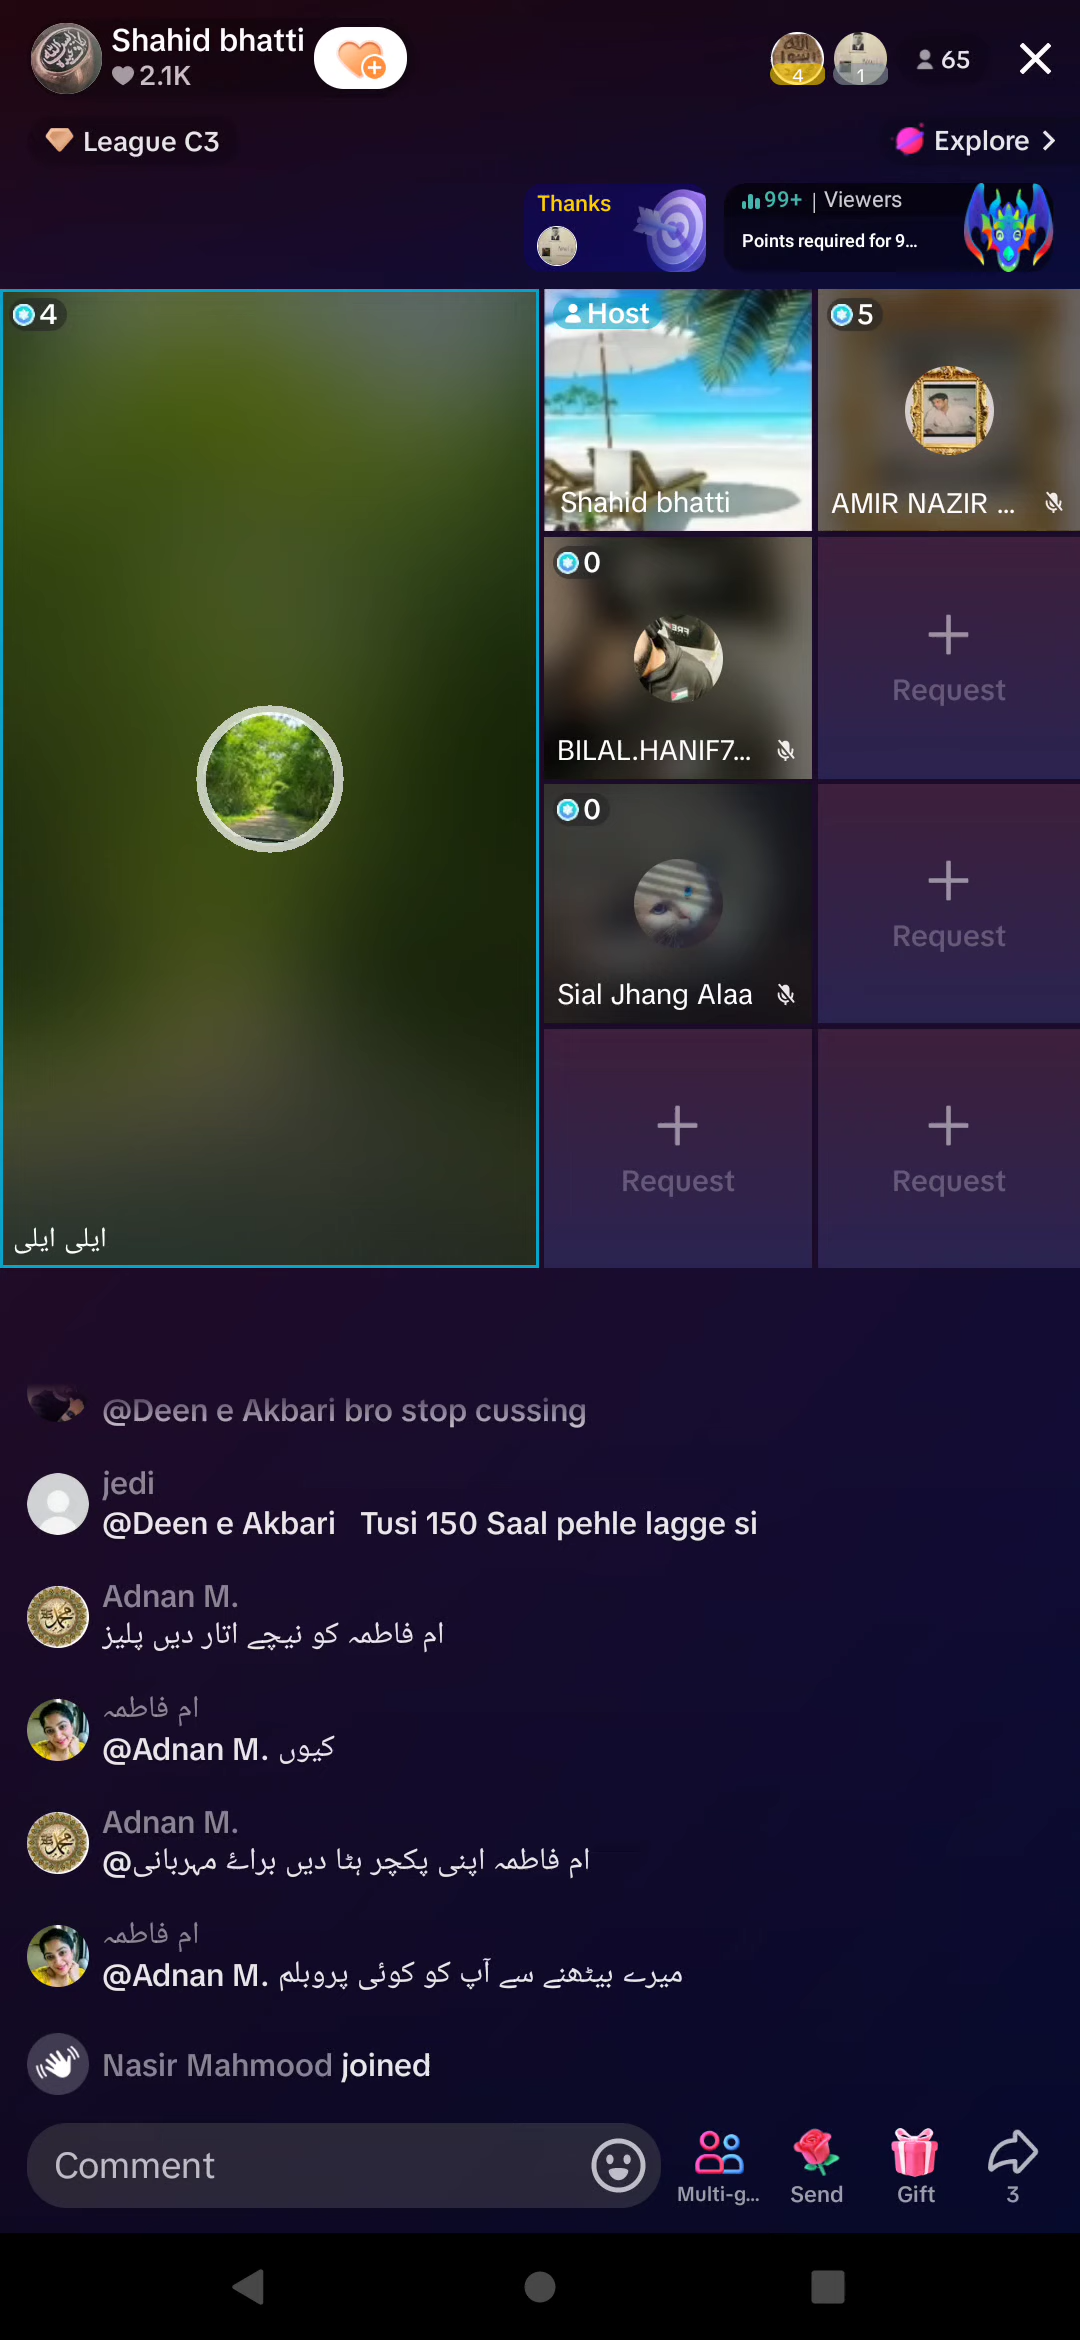 Shahid bhatti
2.1K
4
1
65
League C3
Explore
Thanks
99+ | Viewers
Points required for 9...
4
Host
Shahid bhatti
5
AMIR NAZIR ...
0
BILAL.HANIF7...
Request
0
Sial Jhang Alaa
Request
Request
Request
ایلی ایلی
@Deen e Akbari bro stop cussing
jedi
@Deen e Akbari Tusi 150 Saal pehle lagge si
Adnan M.
ام فاطمہ کو نیچے اتار دیں پلیز
ام فاطمہ
@Adnan M. کیوں
Adnan M.
@ام فاطمہ اپنی پکچر ہٹا دیں برائے مہربانی
ام فاطمہ
@Adnan M. میرے بیٹھنے سے آپ کو کوئی پروبلم
Nasir Mahmood joined
Comment
Multi-g...
Send
Gift
3